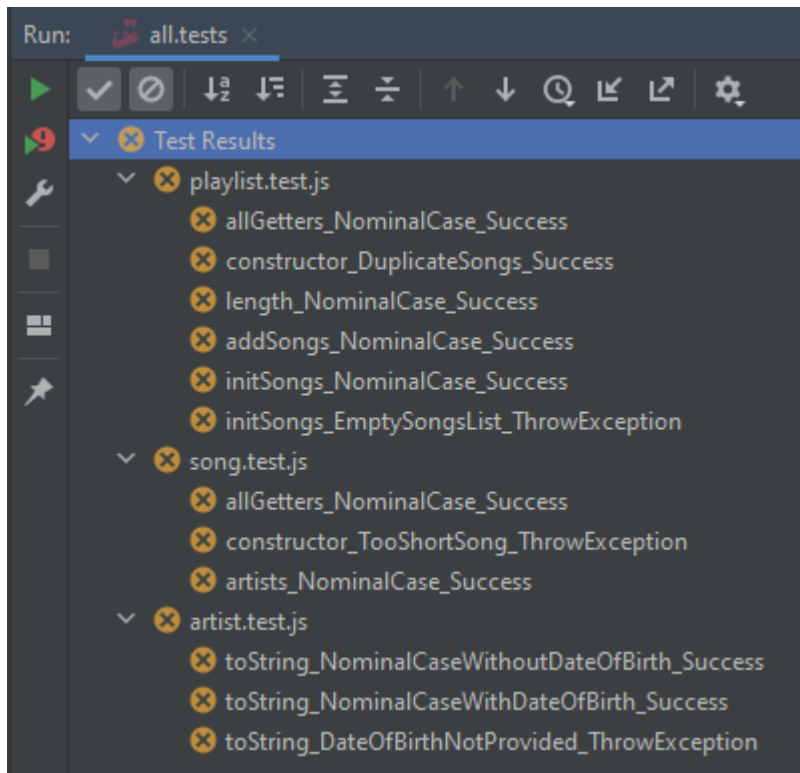 Run: all.tests
Test Results
playlist.test.js
allGetters_NominalCase_Success
constructor_DuplicateSongs_Success
length_NominalCase_Success
addSongs_NominalCase_Success
initSongs_NominalCase_Success
initSongs_EmptySongsList_ThrowException
song.test.js
allGetters_NominalCase_Success
constructor_TooShortSong_ThrowException
artists_NominalCase_Success
artist.test.js
toString_NominalCaseWithoutDateOfBirth_Success
toString_NominalCaseWithDateOfBirth_Success
toString_DateOfBirthNotProvided_ThrowException